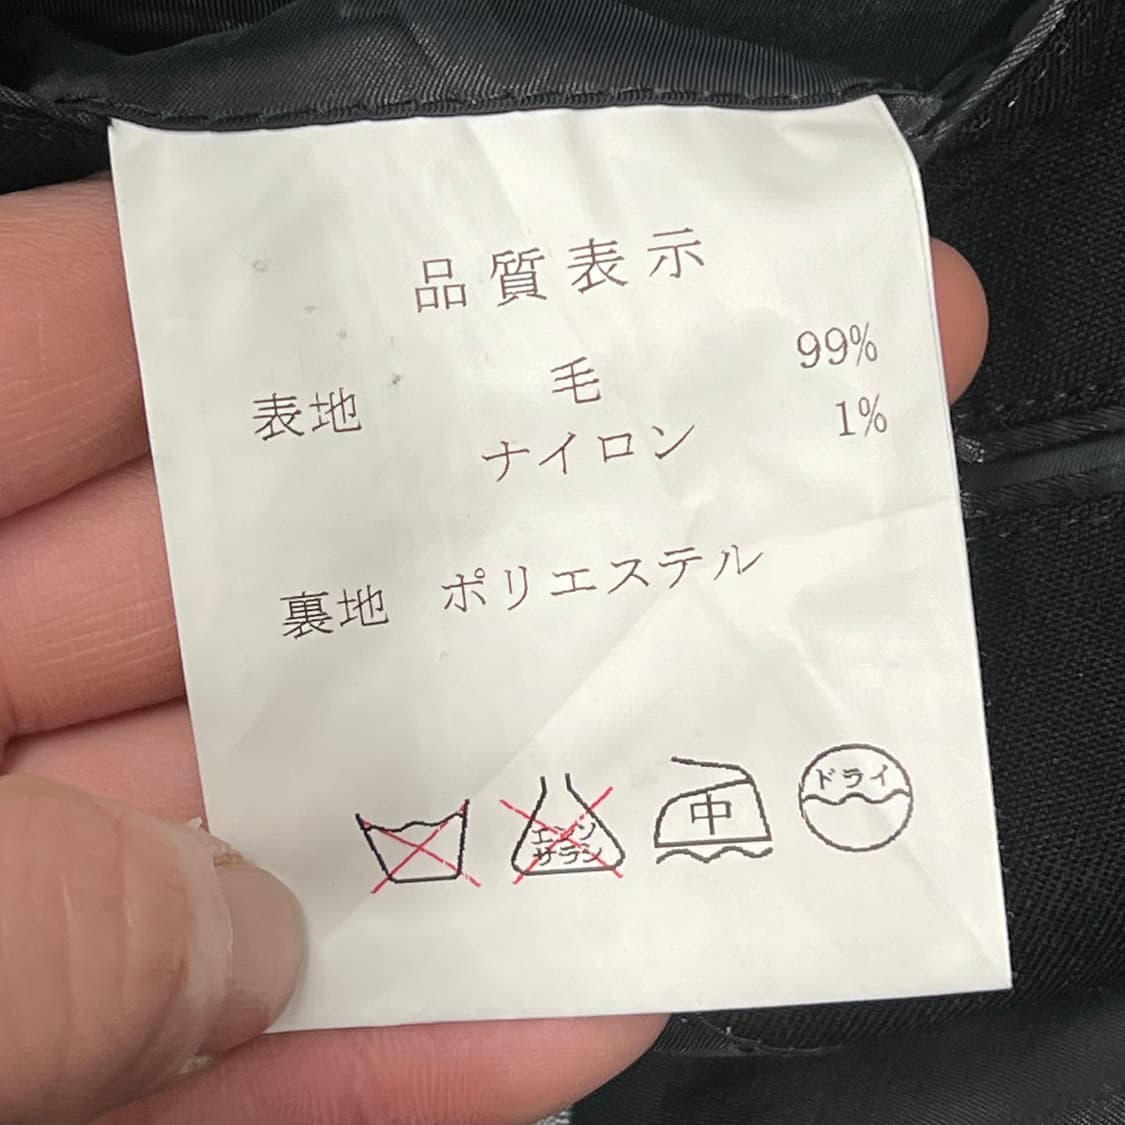 品質表示
表地 毛 99%
ナイロン 1%
裏地 ポリエステル
エンソサラシ
中
ドライ